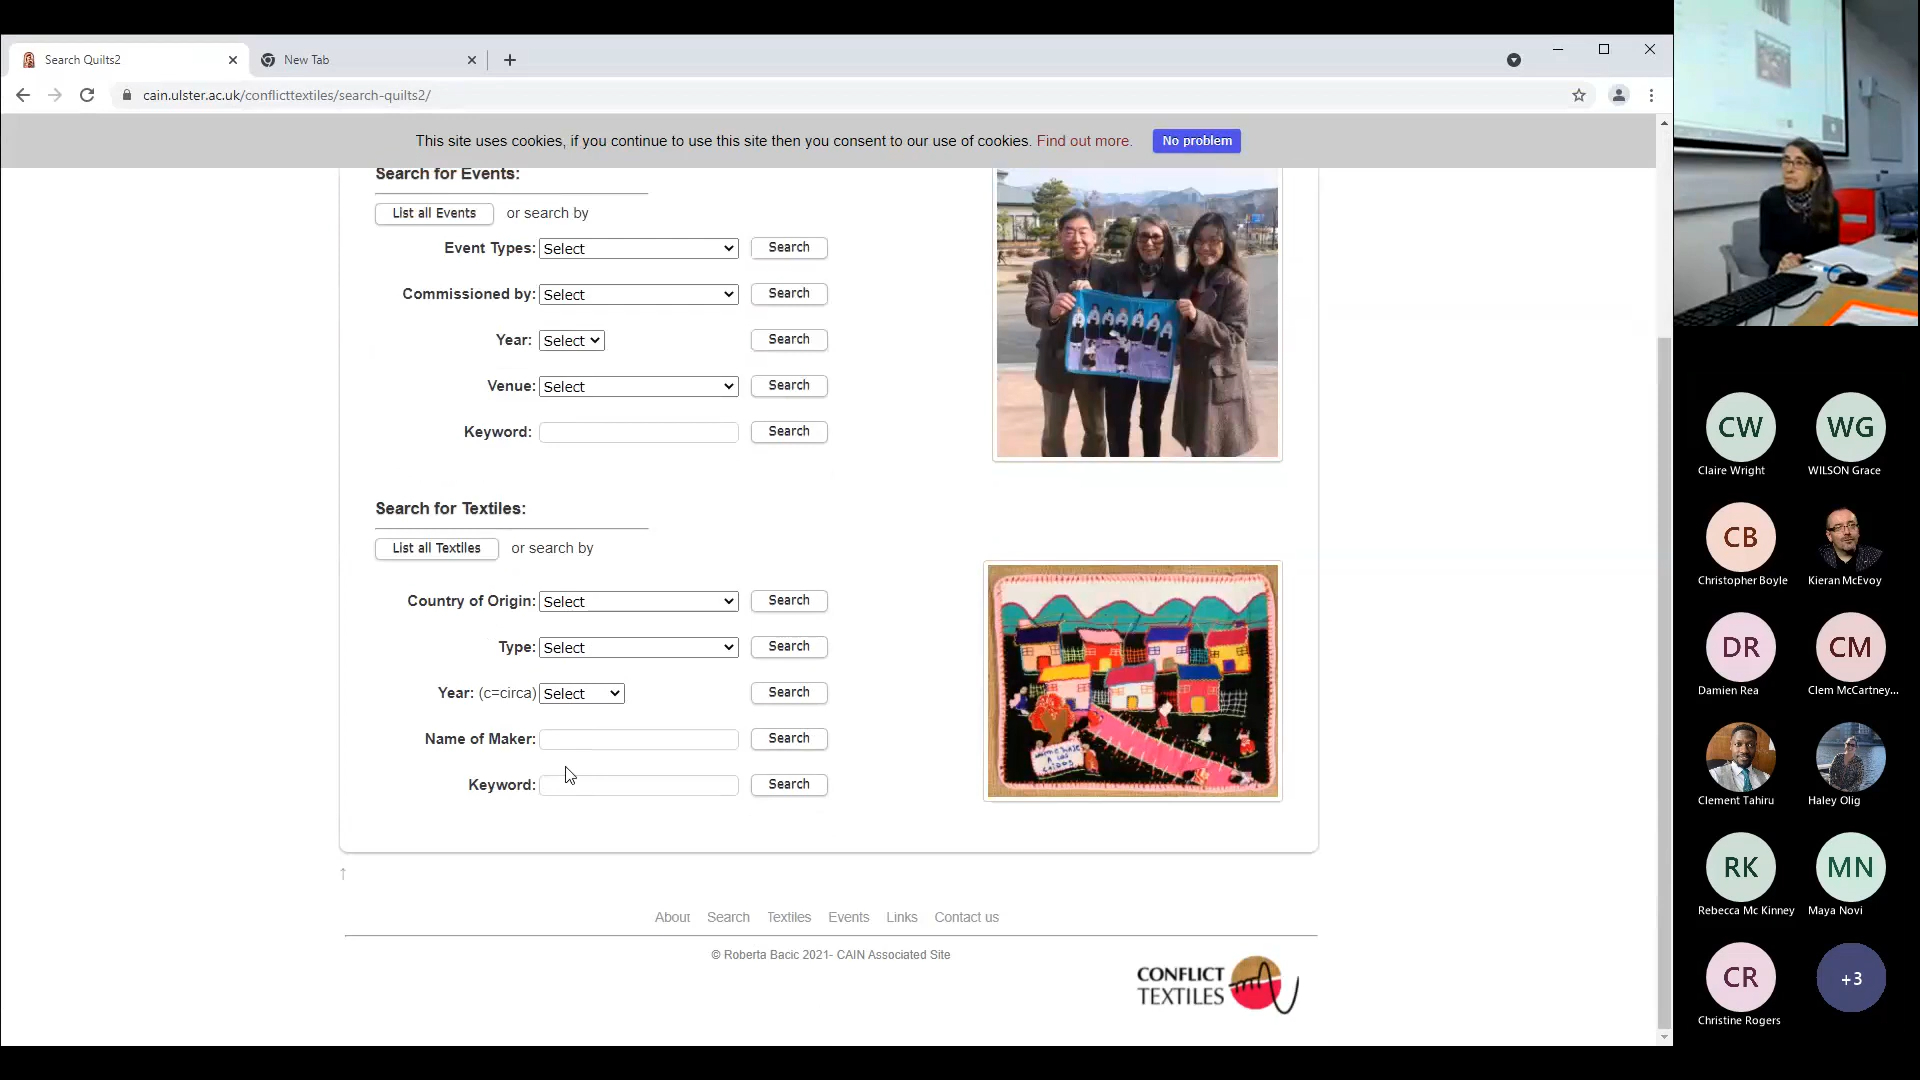 Search Quilts2
New Tab
cain.ulster.ac.uk/conflicttextiles/search-quilts2/
This site uses cookies, if you continue to use this site then you consent to our use of cookies. Find out more. No problem
Search for Events:
List all Events or search by
Event Types: Select Search
Commissioned by: Select Search
Year: Select Search
Venue: Select Search
Keyword: Search
Search for Textiles:
List all Textiles or search by
Country of Origin: Select Search
Type: Select Search
Year: (c=circa) Select Search
Name of Maker: Search
Keyword: Search
↑
About Search Textiles Events Links Contact us
© Roberta Bacic 2021- CAIN Associated Site
CONFLICT
TEXTILES
CW WG
Claire Wright WILSON Grace
CB
Christopher Boyle Kieran McEvoy
DR CM
Damien Rea Clem McCartney...
Clement Tahiru Haley Olig
RK MN
Rebecca Mc Kinney Maya Novi
CR +3
Christine Rogers